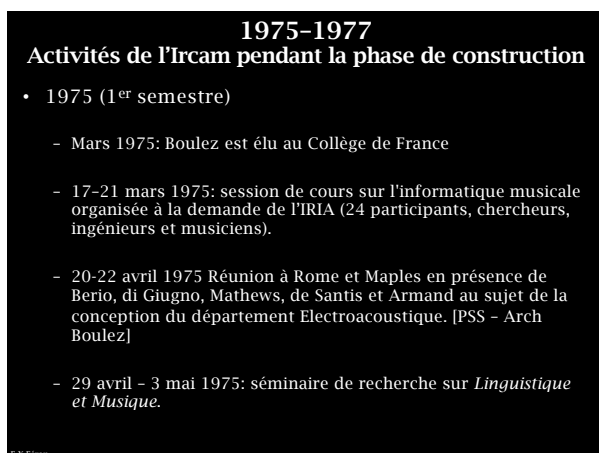 1975–1977
Activités de l’Ircam pendant la phase de construction
• 1975 (1er semestre)
– Mars 1975: Boulez est élu au Collège de France
– 17–21 mars 1975: session de cours sur l'informatique musicale
organisée à la demande de l’IRIA (24 participants, chercheurs,
ingénieurs et musiciens).
– 20-22 avril 1975 Réunion à Rome et Maples en présence de
Berio, di Giugno, Mathews, de Santis et Armand au sujet de la
conception du département Electroacoustique. [PSS – Arch
Boulez]
– 29 avril – 3 mai 1975: séminaire de recherche sur Linguistique
et Musique.